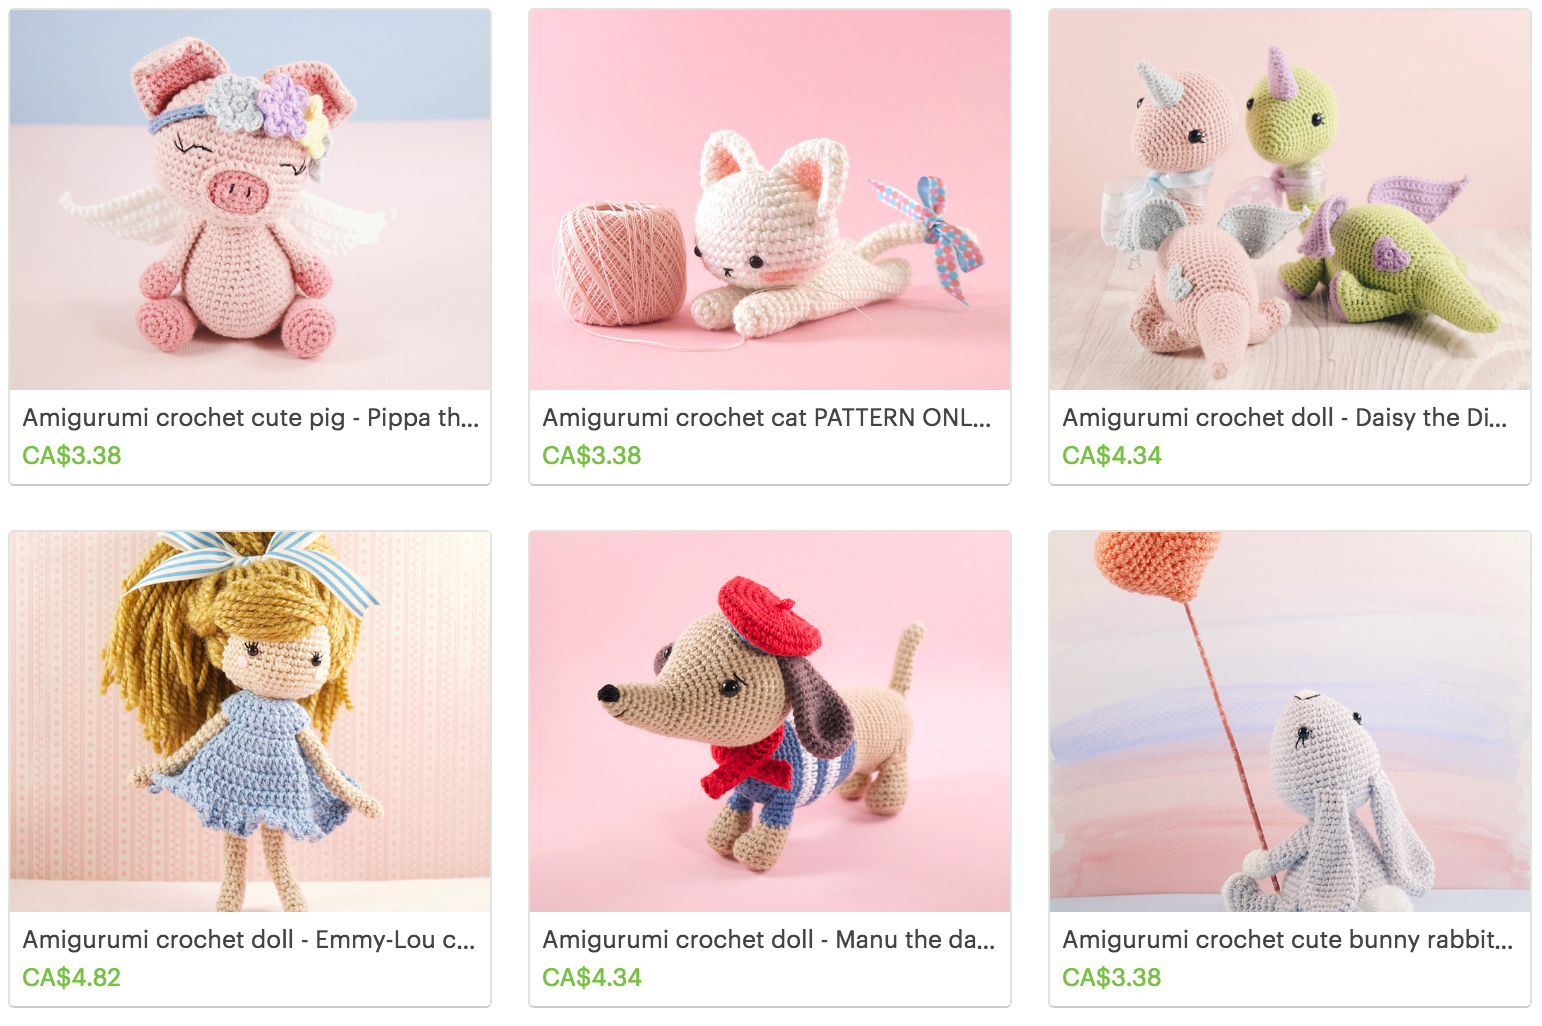 Amigurumi crochet cute pig - Pippa th...
CA$3.38
Amigurumi crochet cat PATTERN ONL...
CA$3.38
Amigurumi crochet doll - Daisy the Di...
CA$4.34
Amigurumi crochet doll - Emmy-Lou c...
CA$4.82
Amigurumi crochet doll - Manu the da...
CA$4.34
Amigurumi crochet cute bunny rabbit...
CA$3.38